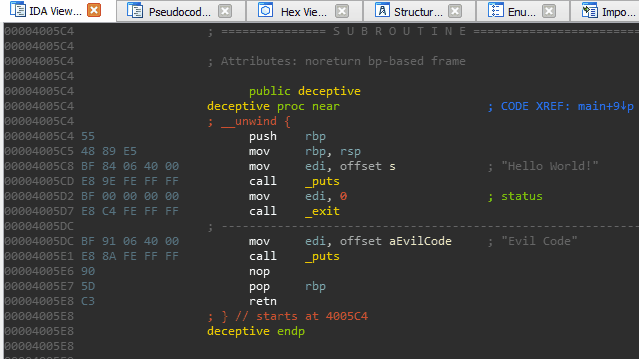 IDA View... Pseudocod... Hex Vie... Structur... Enu... Impo...
00004005C4 ; =============== S U B R O U T I N E =======================
00004005C4
00004005C4 ; Attributes: noreturn bp-based frame
00004005C4
00004005C4 public deceptive
00004005C4 deceptive proc near ; CODE XREF: main+9↓p
00004005C4 ; __unwind {
00004005C4 55 push rbp
00004005C5 48 89 E5 mov rbp, rsp
00004005C8 BF 84 06 40 00 mov edi, offset s ; "Hello World!"
00004005CD E8 9E FE FF FF call _puts
00004005D2 BF 00 00 00 00 mov edi, 0 ; status
00004005D7 E8 C4 FE FF FF call _exit
00004005DC ; ---------------------------------------------------------
00004005DC BF 91 06 40 00 mov edi, offset aEvilCode ; "Evil Code"
00004005E1 E8 8A FE FF FF call _puts
00004005E6 90 nop
00004005E7 5D pop rbp
00004005E8 C3 retn
00004005E8 ; } // starts at 4005C4
00004005E8 deceptive endp
00004005E8